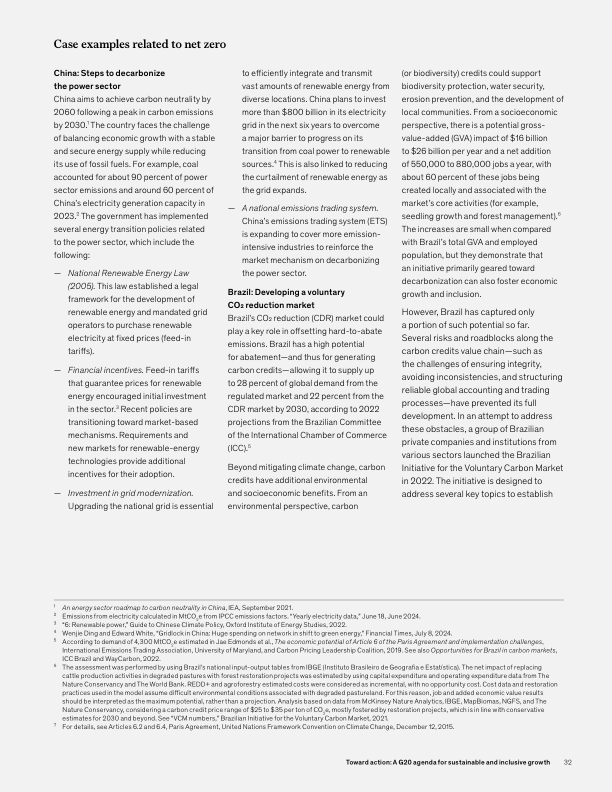 Case examples related to net zero
China: Steps to decarbonize
the power sector
China aims to achieve carbon neutrality by
2060 following a peak in carbon emissions
by 2030.1 The country faces the challenge
of balancing economic growth with a stable
and secure energy supply while reducing
its use of fossil fuels. For example, coal
accounted for about 90 percent of power
sector emissions and around 60 percent of
China's electricity generation capacity in
2023.2 The government has implemented
several energy transition policies related
to the power sector, which include the
following:
— National Renewable Energy Law
(2005). This law established a legal
framework for the development of
renewable energy and mandated grid
operators to purchase renewable
electricity at fixed prices (feed-in
tariffs).
— Financial incentives. Feed-in tariffs
that guarantee prices for renewable
energy encouraged initial investment
in the sector.3 Recent policies are
transitioning toward market-based
mechanisms. Requirements and
new markets for renewable-energy
technologies provide additional
incentives for their adoption.
— Investment in grid modernization.
Upgrading the national grid is essential
to efficiently integrate and transmit
vast amounts of renewable energy from
diverse locations. China plans to invest
more than $800 billion in its electricity
grid in the next six years to overcome
a major barrier to progress on its
transition from coal power to renewable
sources.4 This is also linked to reducing
the curtailment of renewable energy as
the grid expands.
— A national emissions trading system.
China's emissions trading system (ETS)
is expanding to cover more emission-
intensive industries to reinforce the
market mechanism on decarbonizing
the power sector.
Brazil: Developing a voluntary
CO₂ reduction market
Brazil's CO₂ reduction (CDR) market could
play a key role in offsetting hard-to-abate
emissions. Brazil has a high potential
for abatement—and thus for generating
carbon credits—allowing it to supply up
to 28 percent of global demand from the
regulated market and 22 percent from the
CDR market by 2030, according to 2022
projections from the Brazilian Committee
of the International Chamber of Commerce
(ICC).5
Beyond mitigating climate change, carbon
credits have additional environmental
and socioeconomic benefits. From an
environmental perspective, carbon
(or biodiversity) credits could support
biodiversity protection, water security,
erosion prevention, and the development of
local communities. From a socioeconomic
perspective, there is a potential gross-
value-added (GVA) impact of $16 billion
to $26 billion per year and a net addition
of 550,000 to 880,000 jobs a year, with
about 60 percent of these jobs being
created locally and associated with the
market's core activities (for example,
seedling growth and forest management).6
The increases are small when compared
with Brazil's total GVA and employed
population, but they demonstrate that
an initiative primarily geared toward
decarbonization can also foster economic
growth and inclusion.
However, Brazil has captured only
a portion of such potential so far.
Several risks and roadblocks along the
carbon credits value chain—such as
the challenges of ensuring integrity,
avoiding inconsistencies, and structuring
reliable global accounting and trading
processes—have prevented its full
development. In an attempt to address
these obstacles, a group of Brazilian
private companies and institutions from
various sectors launched the Brazilian
Initiative for the Voluntary Carbon Market
in 2022. The initiative is designed to
address several key topics to establish
1 An energy sector roadmap to carbon neutrality in China, IEA, September 2021.
2 Emissions from electricity calculated in MtCO₂e from IPCC emissions factors. "Yearly electricity data," June 18, June 2024.
3 "6: Renewable power," Guide to Chinese Climate Policy, Oxford Institute of Energy Studies, 2022.
4 Wenjie Ding and Edward White, "Gridlock in China: Huge spending on network in shift to green energy," Financial Times, July 8, 2024.
5 According to demand of 4,300 MtCO₂e estimated in Jae Edmonds et al., The economic potential of Article 6 of the Paris Agreement and implementation challenges,
International Emissions Trading Association, University of Maryland, and Carbon Pricing Leadership Coalition, 2019. See also Opportunities for Brazil in carbon markets,
ICC Brazil and WayCarbon, 2022.
6 The assessment was performed by using Brazil's national input-output tables from IBGE (Instituto Brasileiro de Geografia e Estatística). The net impact of replacing
cattle production activities in degraded pastures with forest restoration projects was estimated by using capital expenditure and operating expenditure data from The
Nature Conservancy and The World Bank. REDD+ and agroforestry estimated costs were considered as incremental, with no opportunity cost. Cost data and restoration
practices used in the model assume difficult environmental conditions associated with degraded pastureland. For this reason, job and added economic value results
should be interpreted as the maximum potential, rather than a projection. Analysis based on data from McKinsey Nature Analytics, IBGE, MapBiomas, NGFS, and The
Nature Conservancy, considering a carbon credit price range of $25 to $35 per ton of CO₂e, mostly fostered by restoration projects, which is in line with conservative
estimates for 2030 and beyond. See "VCM numbers," Brazilian Initiative for the Voluntary Carbon Market, 2021.
7 For details, see Articles 6.2 and 6.4, Paris Agreement, United Nations Framework Convention on Climate Change, December 12, 2015.
Toward action: A G20 agenda for sustainable and inclusive growth 32